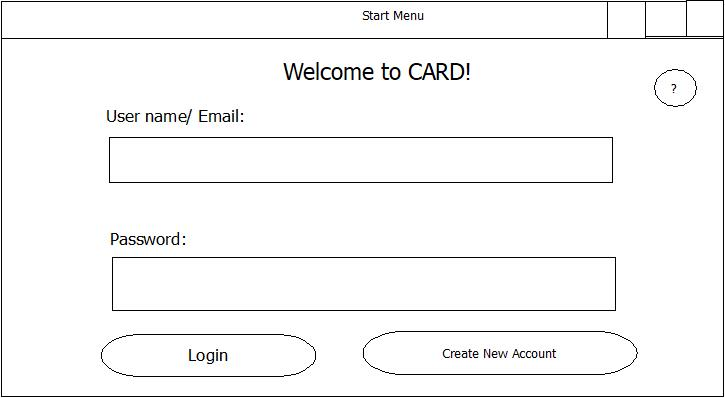 Start Menu
Welcome to CARD!
?
User name/ Email:
Password:
Login
Create New Account